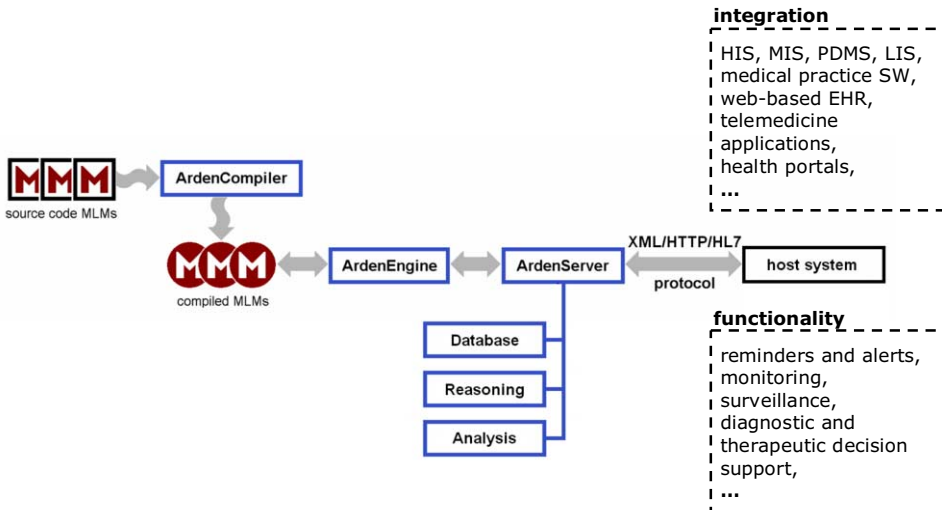 integration
HIS, MIS, PDMS, LIS,
medical practice SW,
web-based EHR,
telemedicine
applications,
health portals,
...
MMM
source code MLMs
ArdenCompiler
MMM
compiled MLMs
ArdenEngine
ArdenServer
XML/HTTP/HL7
protocol
host system
Database
Reasoning
Analysis
functionality
reminders and alerts,
monitoring,
surveillance,
diagnostic and
therapeutic decision
support,
...